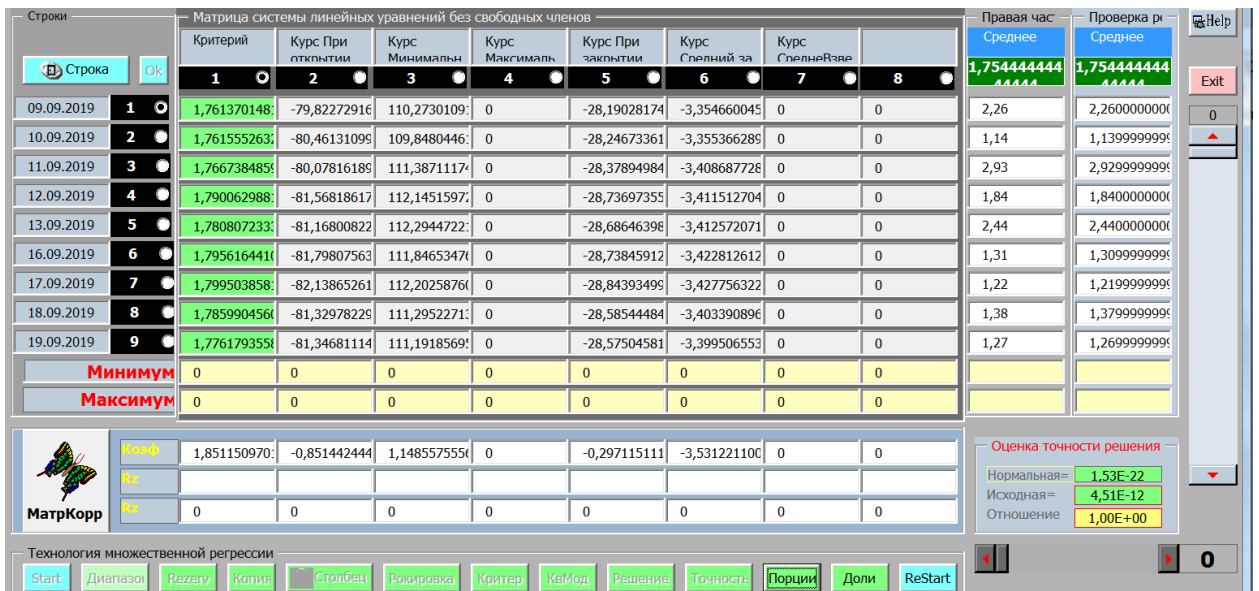 Строки
Матрица системы линейных уравнений без свободных членов
Правая час
Проверка р
Help
Критерий Курс При открытии Курс Минимальн Курс Максималь Курс При закрытии Курс Средний за Курс СреднеВзве
Среднее Среднее
Строка Ok
1 2 3 4 5 6 7 8
1,754444444 44444 1,754444444 44444
Exit
09.09.2019 1 1,761370148 -79,82272916 110,2730109 0 -28,19028174 -3,354660045 0 0 2,26 2,2600000000
0
10.09.2019 2 1,761555263 -80,46131099 109,8480446 0 -28,24673361 -3,355366289 0 0 1,14 1,1399999999
11.09.2019 3 1,766738485 -80,07816189 111,3871117 0 -28,37894984 -3,408687728 0 0 2,93 2,9299999999
12.09.2019 4 1,790062988 -81,56818617 112,1451597 0 -28,73697355 -3,411512704 0 0 1,84 1,8400000000
13.09.2019 5 1,780807233 -81,16800822 112,2944722 0 -28,68646398 -3,412572071 0 0 2,44 2,4400000000
16.09.2019 6 1,795616441 -81,79807563 111,8465347 0 -28,73845912 -3,422812612 0 0 1,31 1,3099999999
17.09.2019 7 1,799503858 -82,13865261 112,2025876 0 -28,84393499 -3,427756322 0 0 1,22 1,2199999999
18.09.2019 8 1,785990456 -81,32978229 111,2952271 0 -28,58544484 -3,403390896 0 0 1,38 1,3799999999
19.09.2019 9 1,776179355 -81,34681114 111,1918569 0 -28,57504581 -3,399506553 0 0 1,27 1,2699999999
Минимум 0 0 0 0 0 0 0 0
Максимум 0 0 0 0 0 0 0 0
Коэф 1,851150970 -0,851442444 1,148557555 0 -0,297115111 -3,531221100 0 0
Rz
Rz 0 0 0 0 0 0 0 0
МатрКорр
Оценка точности решения
Нормальная= 1,53E-22
Исходная= 4,51E-12
Отношение 1,00E+00
Технология множественной регрессии
Start Диапазон Rezerv Копия Столбец Рокировка Критер КвМод Решение Точность Порции Доли ReStart
0